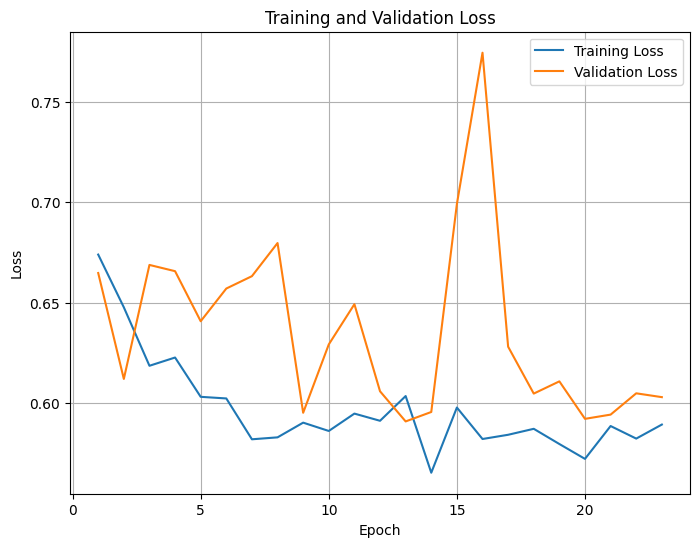 Training and Validation Loss
Training Loss
Validation Loss
0.75
0.70
0.65
0.60
Loss
0
5
10
15
20
Epoch